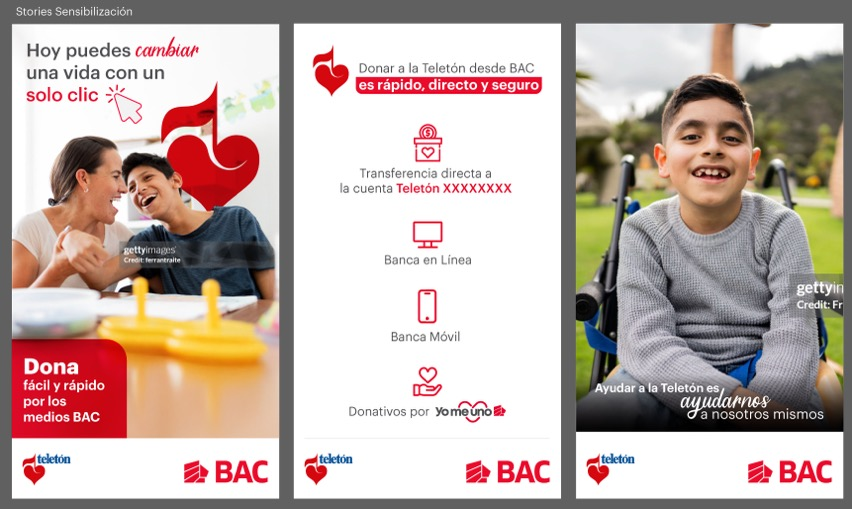 Stories Sensibilización
Hoy puedes cambiar
una vida con un
solo clic
gettyimages®
Credit: ferrantraite
Dona
fácil y rápido
por los
medios BAC
teletón
BAC
Donar a la Teletón desde BAC
es rápido, directo y seguro
Transferencia directa a
la cuenta Teletón XXXXXXXX
Banca en Línea
Banca Móvil
Donativos por Yo me uno
teletón
BAC
gettyin
Credit: Fr
Ayudar a la Teletón es
ayudarnos
a nosotros mismos
teletón
BAC